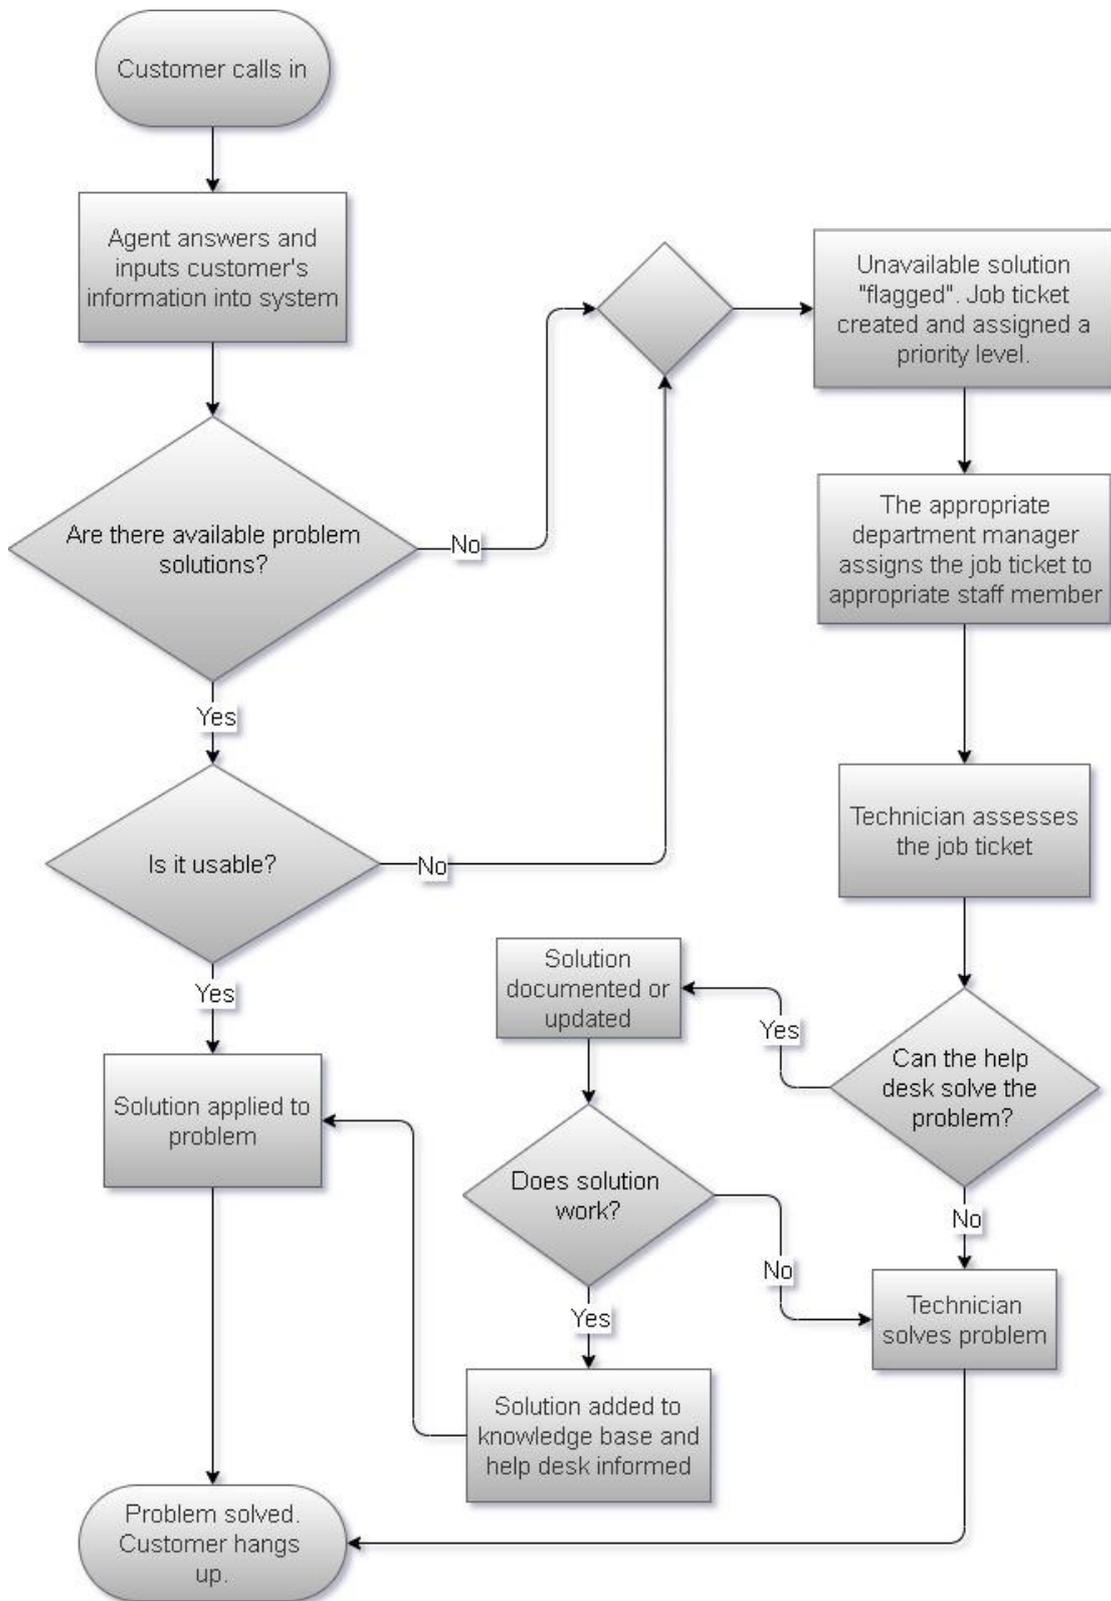 Customer calls in
Agent answers and
inputs customer's
information into system
Are there available problem
solutions?
No
Yes
Is it usable?
No
Yes
Solution applied to
problem
Problem solved.
Customer hangs
up.
Unavailable solution
"flagged". Job ticket
created and assigned a
priority level.
The appropriate
department manager
assigns the job ticket to
appropriate staff member
Technician assesses
the job ticket
Can the help
desk solve the
problem?
Yes
No
Solution
documented or
updated
Does solution
work?
No
Yes
Solution added to
knowledge base and
help desk informed
Technician
solves problem